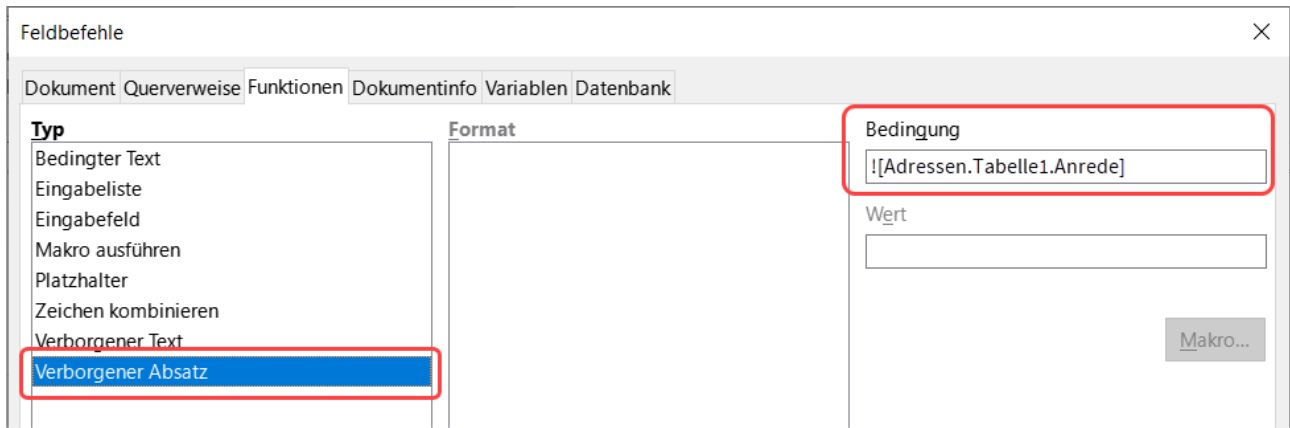 Feldbefehle
Dokument Querverweise Funktionen Dokumentinfo Variablen Datenbank
Typ
Bedingter Text
Eingabeliste
Eingabefeld
Makro ausführen
Platzhalter
Zeichen kombinieren
Verborgener Text
Verborgener Absatz
Format
Bedingung
![Adressen.Tabelle1.Anrede]
Wert
Makro...